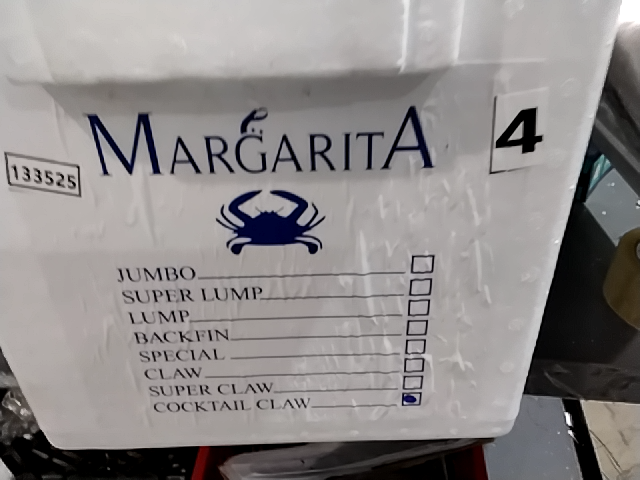 MARGARITA
4
133525
JUMBO
SUPER LUMP
LUMP
BACKFIN
SPECIAL
CLAW
SUPER CLAW
COCKTAIL CLAW